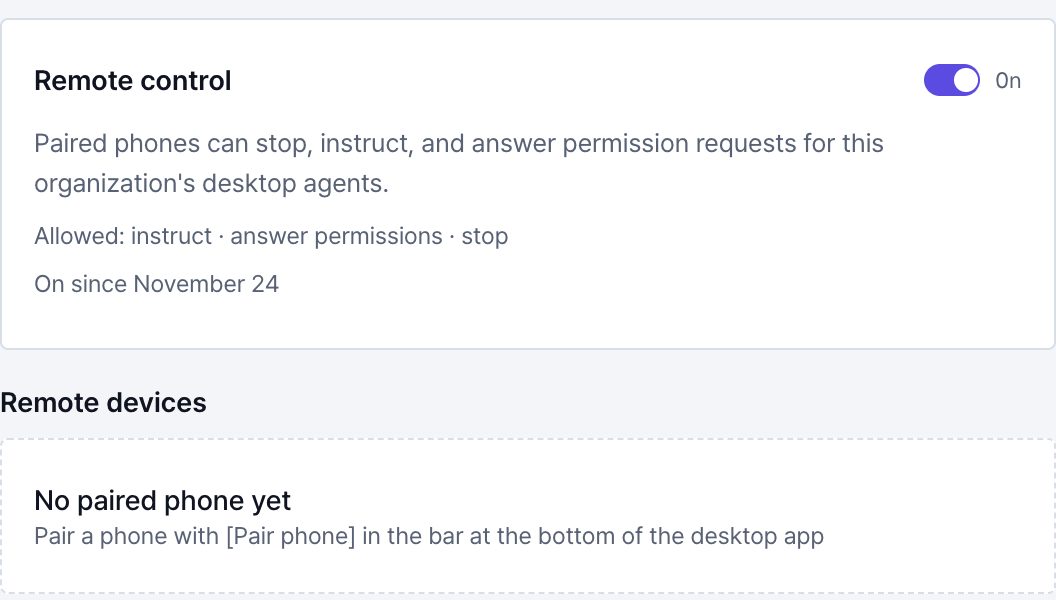 Remote control
On
Paired phones can stop, instruct, and answer permission requests for this
organization's desktop agents.
Allowed: instruct · answer permissions · stop
On since November 24
Remote devices
No paired phone yet
Pair a phone with [Pair phone] in the bar at the bottom of the desktop app